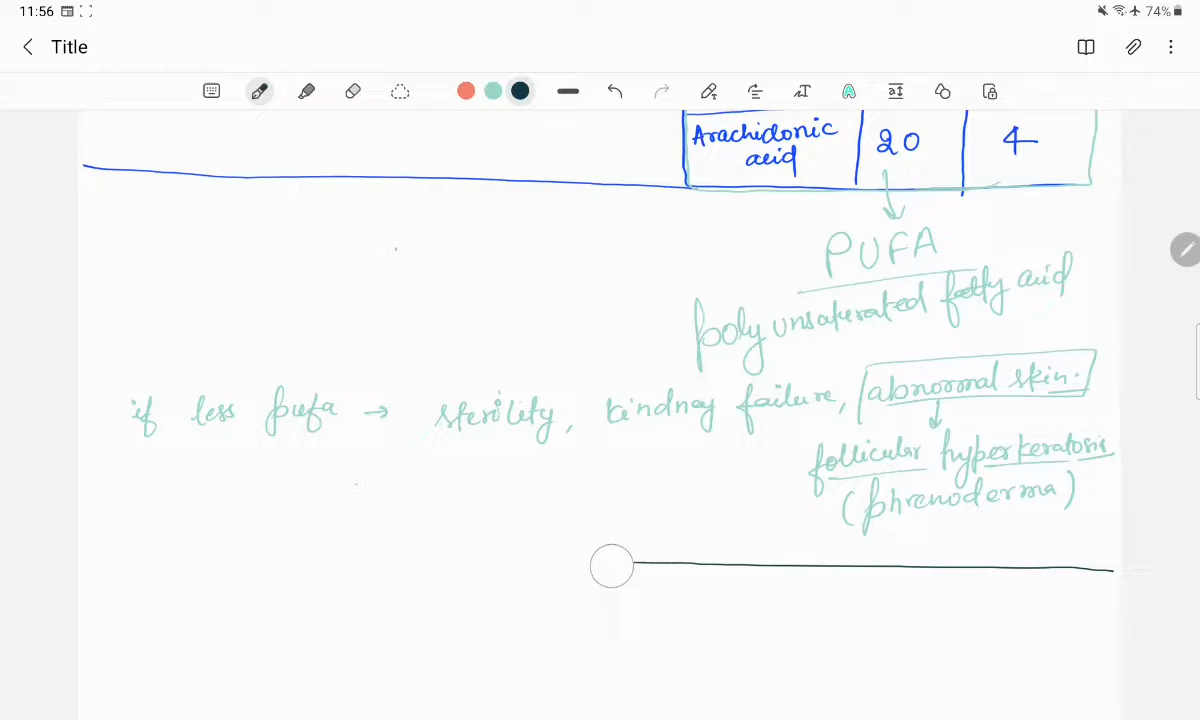 11:56 74%
Title
Arachidonic acid 20 4
PUFA
poly unsaturated fatty acid
if less pufa → sterility, kindney failure, abnormal skin.
follicular hyperkeratosis
(phrenoderma)